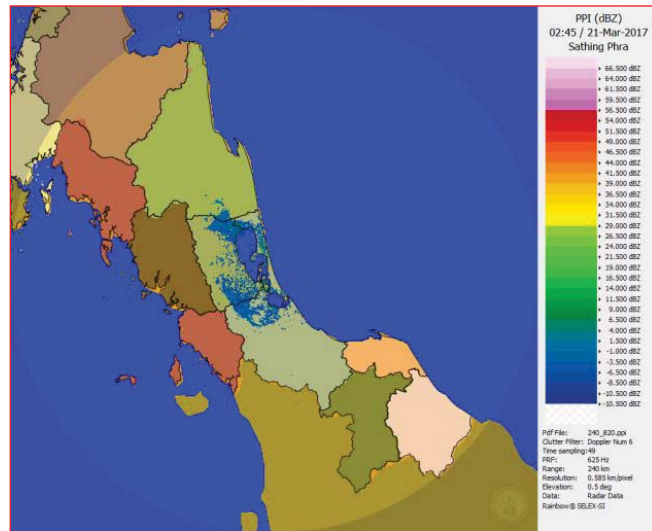 PPI (dBZ)
02:45 / 21-Mar-2017
Sathing Phra
66.500 dBZ
64.000 dBZ
61.500 dBZ
59.500 dBZ
56.500 dBZ
54.000 dBZ
51.500 dBZ
49.000 dBZ
46.500 dBZ
44.000 dBZ
41.500 dBZ
39.000 dBZ
36.500 dBZ
34.000 dBZ
31.500 dBZ
29.000 dBZ
26.500 dBZ
24.000 dBZ
21.500 dBZ
19.000 dBZ
16.500 dBZ
14.000 dBZ
11.500 dBZ
9.000 dBZ
6.500 dBZ
4.000 dBZ
1.500 dBZ
-1.000 dBZ
-3.500 dBZ
-6.500 dBZ
-8.500 dBZ
-10.500 dBZ
-10.500 dBZ
Pdf File: 240_820.ppi
Clutter Filter: Doppler Num 6
Time sampling: 49
PRF: 625 Hz
Range: 240 km
Resolution: 0.585 km/pixel
Elevation: 0.5 deg
Data: Radar Data
Rainbow® SELEX-SI